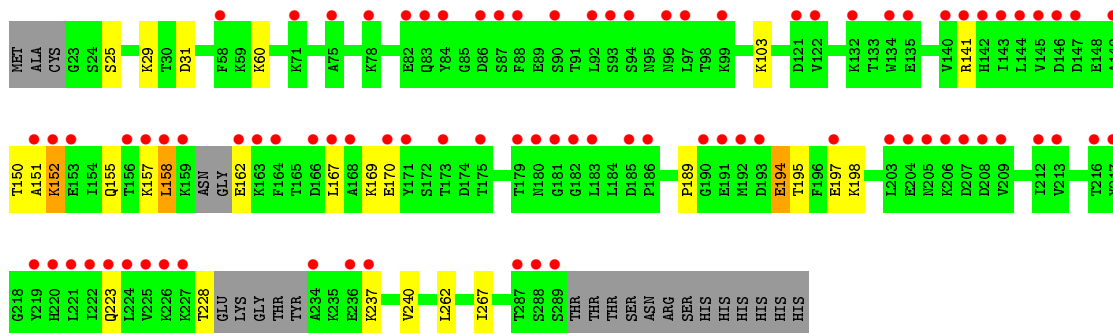 MET ALA CYS G23 S24 S25 K29 T30 D31 F58 K59 K60 K71 A75 K78 E82 Q83 Y84 G85 D86 S87 F88 E89 S90 T91 L92 S93 S94 N95 N96 L97 T98 K99 K103 D121 V122 K132 T133 W134 E135 V140 R141 H142 I143 L144 V145 D146 D147 E148 A149
T150 A151 K152 E153 I154 Q155 T156 K157 L158 K159 ASN GLY E162 K163 F164 T165 D166 L167 A168 K169 E170 Y171 S172 T173 D174 T175 T179 N180 G181 G182 L183 L184 D185 P186 P189 G190 E191 M192 D193 E194 T195 F196 E197 K198 L203 E204 N205 K206 D207 D208 V209 I212 V213 T216
G218 Y219 H220 L221 I222 Q223 L224 V225 K226 K227 T228 GLU LYS GLY THR TYR A234 K235 E236 K237 V240 L262 I267 T287 S288 S289 THR THR THR SER ASN ARG SER HIS HIS HIS HIS HIS HIS